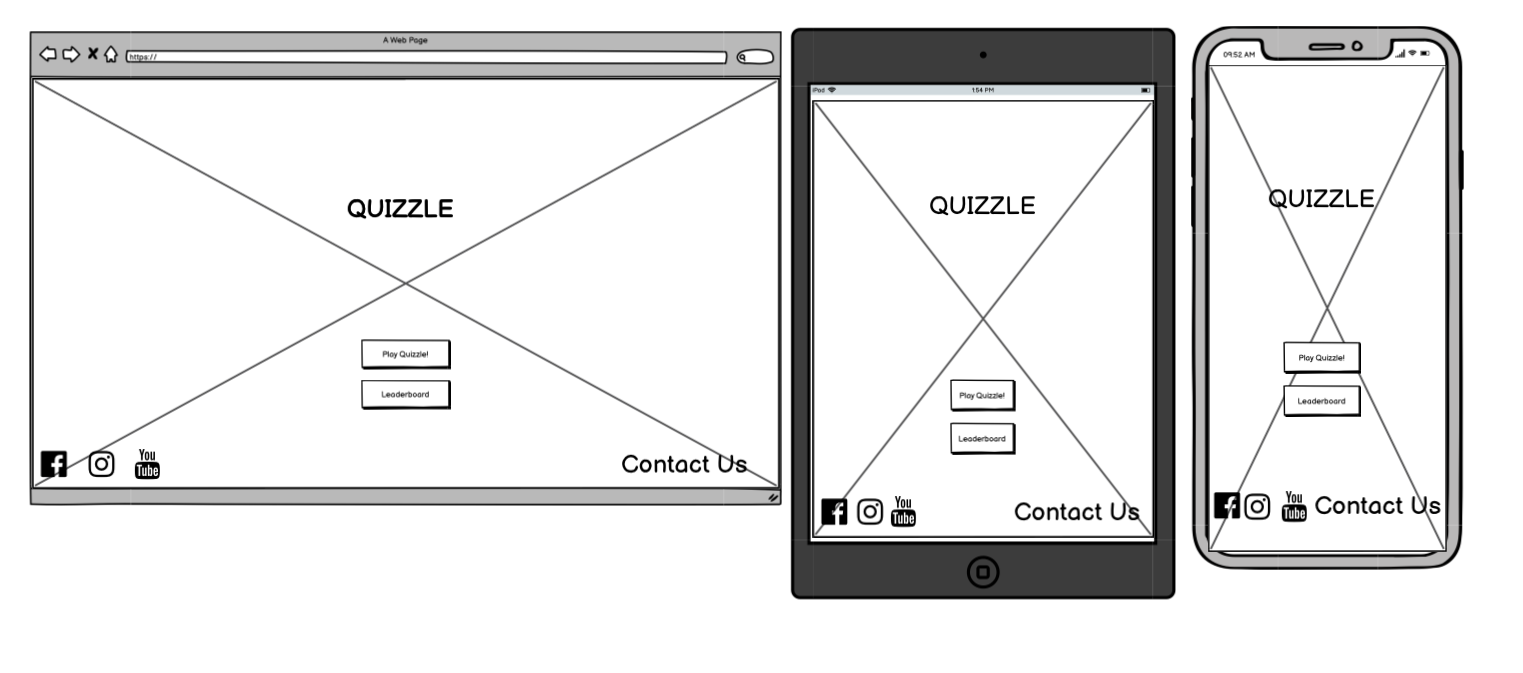 A Web Page
https://
QUIZZLE
Play Quizzle!
Leaderboard
You
Tube
Contact Us
iPod
1:54 PM
QUIZZLE
Play Quizzle!
Leaderboard
You
Tube
Contact Us
09:52 AM
QUIZZLE
Play Quizzle!
Leaderboard
You
Tube
Contact Us